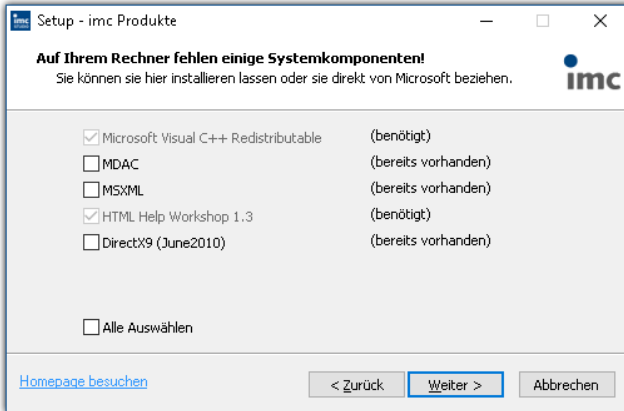 Setup - imc Produkte
Auf Ihrem Rechner fehlen einige Systemkomponenten!
Sie können sie hier installieren lassen oder sie direkt von Microsoft beziehen.
imc
Microsoft Visual C++ Redistributable (benötigt)
MDAC (bereits vorhanden)
MSXML (bereits vorhanden)
HTML Help Workshop 1.3 (benötigt)
DirectX9 (June2010) (bereits vorhanden)
Alle Auswählen
Homepage besuchen < Zurück Weiter > Abbrechen